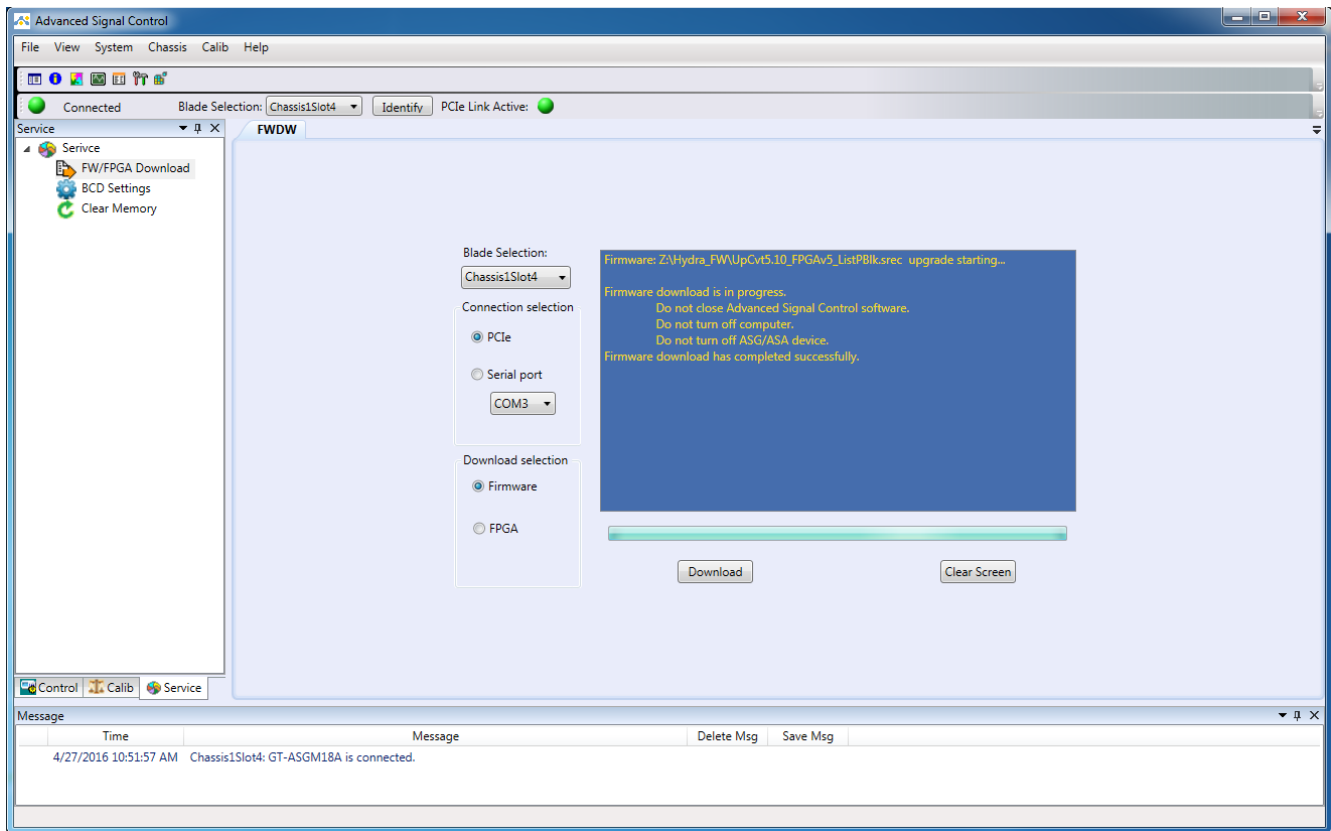 Advanced Signal Control
File View System Chassis Calib Help
Connected Blade Selection: Chassis1Slot4 Identify PCIe Link Active:
Service
FWDW
Serivce
FW/FPGA Download
BCD Settings
Clear Memory
Blade Selection:
Chassis1Slot4
Connection selection
PCIe
Serial port
COM3
Download selection
Firmware
FPGA
Firmware: Z:\Hydra_FW\UpCvt5.10_FPGAv5_ListPBlk.srec upgrade starting...
Firmware download is in progress.
Do not close Advanced Signal Control software.
Do not turn off computer.
Do not turn off ASG/ASA device.
Firmware download has completed successfully.
Download Clear Screen
Control Calib Service
Message
Time Message Delete Msg Save Msg
4/27/2016 10:51:57 AM Chassis1Slot4: GT-ASGM18A is connected.